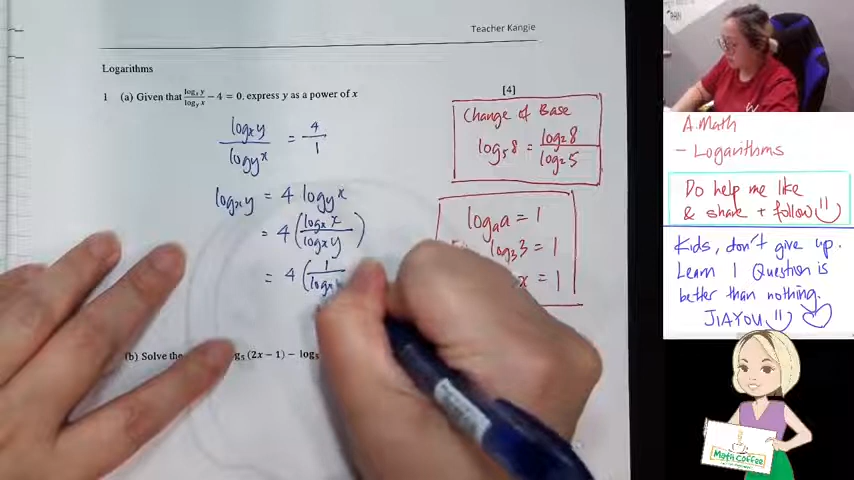 Teacher Kangie
Logarithms
1 (a) Given that log_x y / log_y x − 4 = 0, express y as a power of x
[4]
log_x y / log_y x = 4/1
log_x y = 4 log_y x
= 4 (log_x x / log_x y)
= 4 (1 /
(b) Solve the
(2x − 1) − log
Change of Base
log_5 8 = log_2 8 / log_2 5
log_a a = 1
log_3 3 = 1
x = 1
A.Math
- Logarithms
Do help me like
& share + follow
Kids, don't give up.
Learn 1 Question is
better than nothing.
JIAYOU
Math Coffee